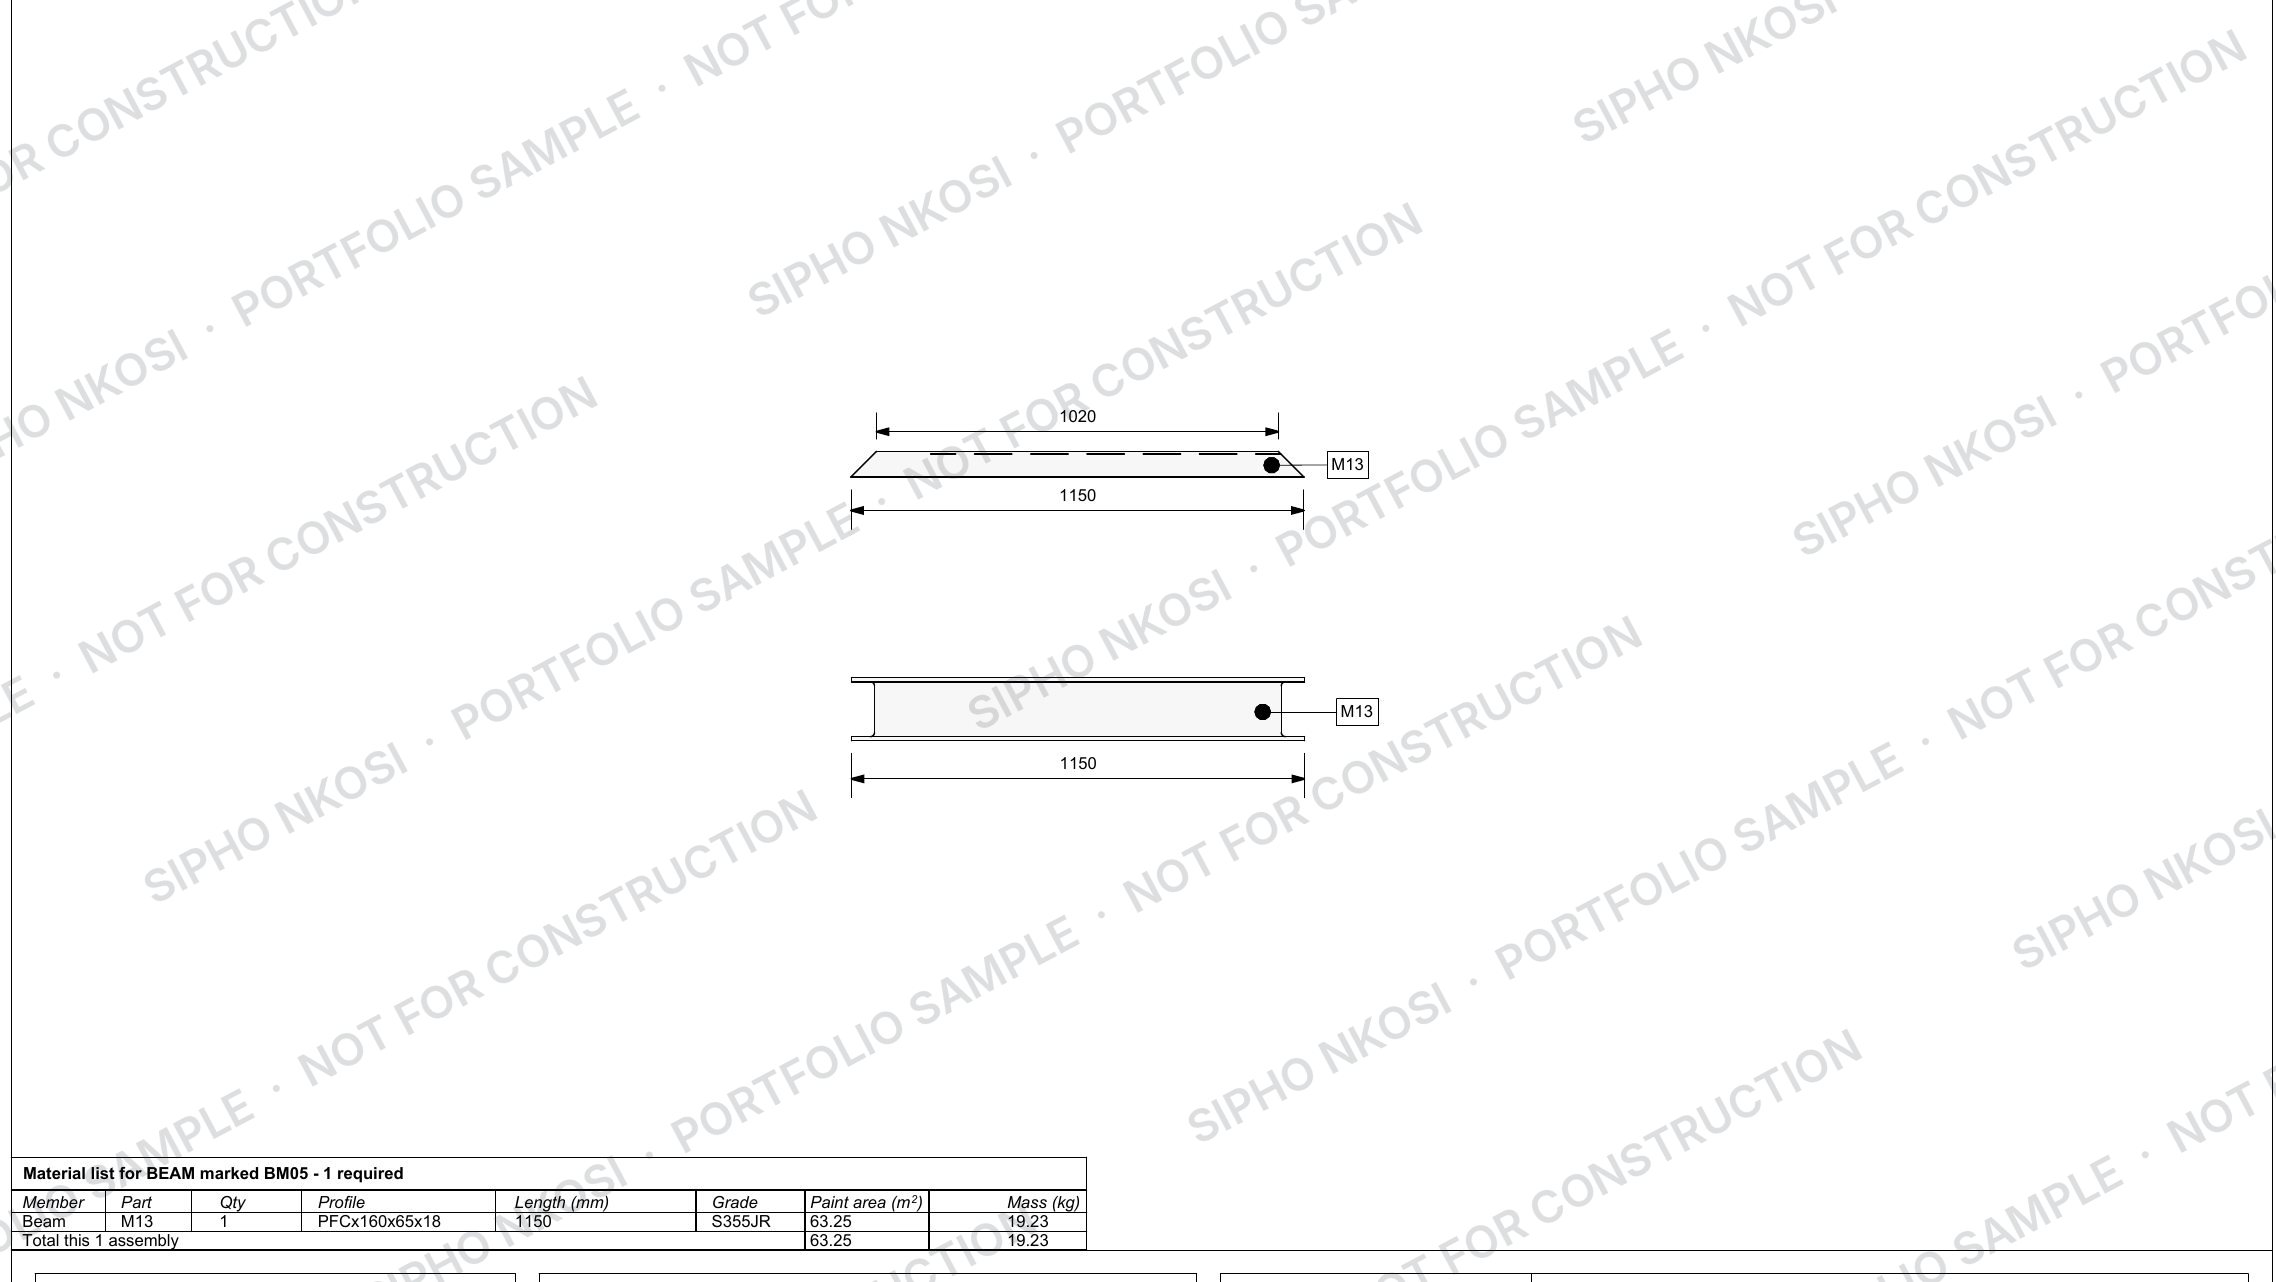 SIPHO NKOSI · PORTFOLIO SAMPLE · NOT FOR CONSTRUCTION
1020
M13
1150
M13
1150
Material list for BEAM marked BM05 - 1 required
Member Part Qty Profile Length (mm) Grade Paint area (m²) Mass (kg)
Beam M13 1 PFCx160x65x18 1150 S355JR 63.25 19.23
Total this 1 assembly 63.25 19.23